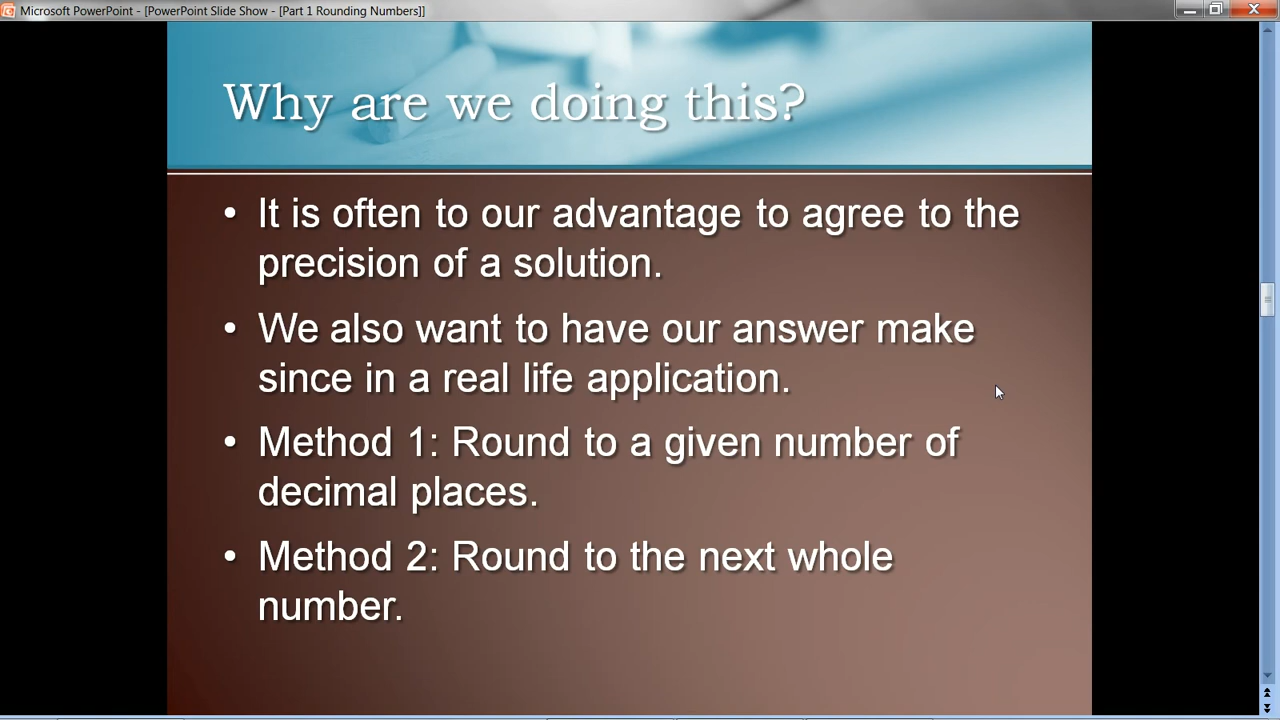 Microsoft PowerPoint - [PowerPoint Slide Show - [Part 1 Rounding Numbers]]
Why are we doing this?
• It is often to our advantage to agree to the
precision of a solution.
• We also want to have our answer make
since in a real life application.
• Method 1: Round to a given number of
decimal places.
• Method 2: Round to the next whole
number.